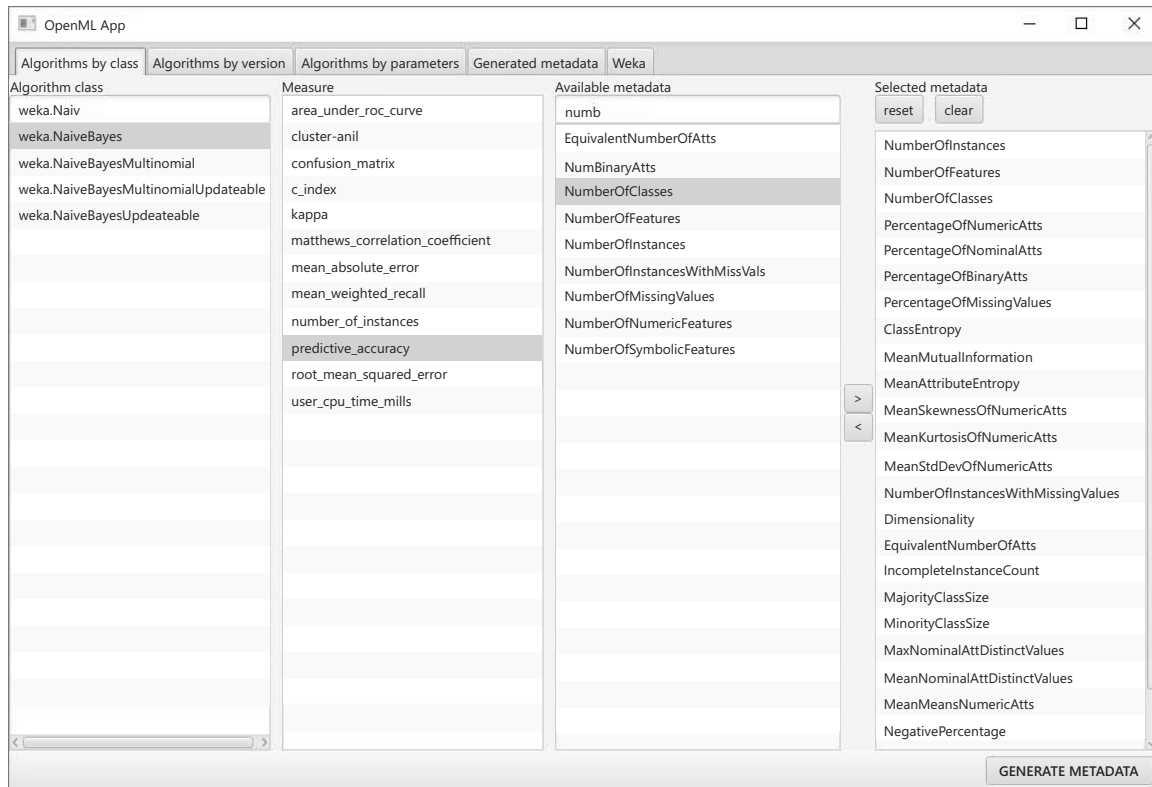 OpenML App
Algorithms by class
Algorithms by version
Algorithms by parameters
Generated metadata
Weka
Algorithm class
weka.Naiv
weka.NaiveBayes
weka.NaiveBayesMultinomial
weka.NaiveBayesMultinomialUpdateable
weka.NaiveBayesUpdeateable
Measure
area_under_roc_curve
cluster-anil
confusion_matrix
c_index
kappa
matthews_correlation_coefficient
mean_absolute_error
mean_weighted_recall
number_of_instances
predictive_accuracy
root_mean_squared_error
user_cpu_time_mills
Available metadata
numb
EquivalentNumberOfAtts
NumBinaryAtts
NumberOfClasses
NumberOfFeatures
NumberOfInstances
NumberOfInstancesWithMissVals
NumberOfMissingValues
NumberOfNumericFeatures
NumberOfSymbolicFeatures
>
<
Selected metadata
reset
clear
NumberOfInstances
NumberOfFeatures
NumberOfClasses
PercentageOfNumericAtts
PercentageOfNominalAtts
PercentageOfBinaryAtts
PercentageOfMissingValues
ClassEntropy
MeanMutualInformation
MeanAttributeEntropy
MeanSkewnessOfNumericAtts
MeanKurtosisOfNumericAtts
MeanStdDevOfNumericAtts
NumberOfInstancesWithMissingValues
Dimensionality
EquivalentNumberOfAtts
IncompleteInstanceCount
MajorityClassSize
MinorityClassSize
MaxNominalAttDistinctValues
MeanNominalAttDistinctValues
MeanMeansNumericAtts
NegativePercentage
GENERATE METADATA